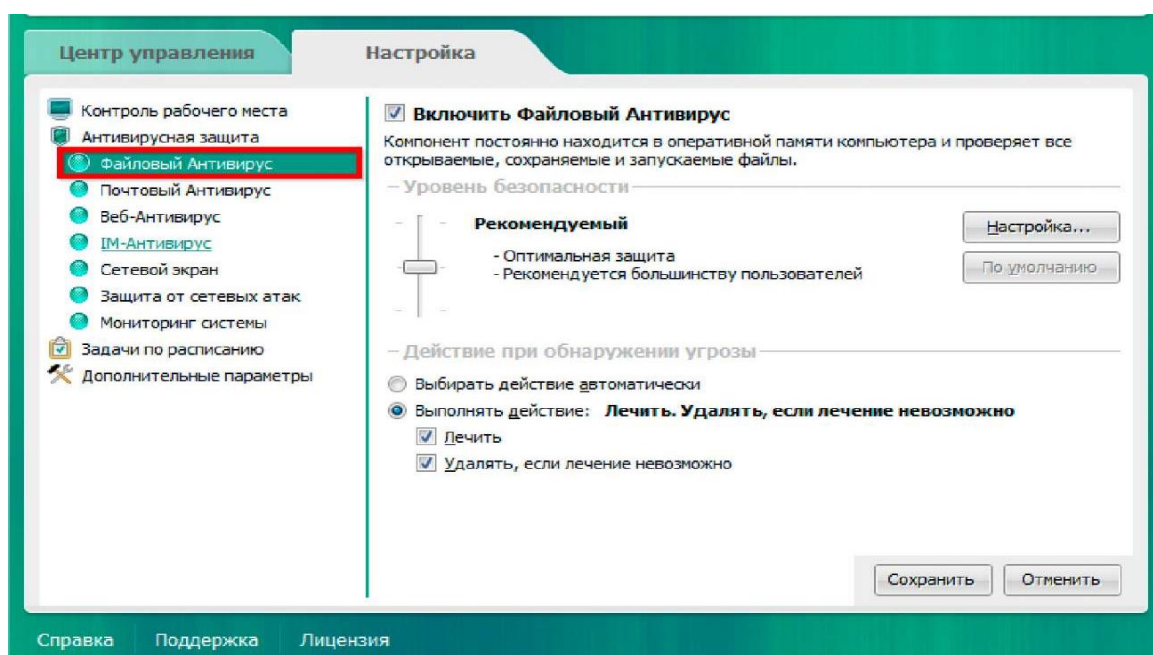 Центр управления
Настройка
Контроль рабочего места
Антивирусная защита
Файловый Антивирус
Почтовый Антивирус
Веб-Антивирус
IM-Антивирус
Сетевой экран
Защита от сетевых атак
Мониторинг системы
Задачи по расписанию
Дополнительные параметры
Включить Файловый Антивирус
Компонент постоянно находится в оперативной памяти компьютера и проверяет все
открываемые, сохраняемые и запускаемые файлы.
Уровень безопасности
Рекомендуемый
- Оптимальная защита
- Рекомендуется большинству пользователей
Настройка...
По умолчанию
Действие при обнаружении угрозы
Выбирать действие автоматически
Выполнять действие: Лечить. Удалять, если лечение невозможно
Лечить
Удалять, если лечение невозможно
Сохранить
Отменить
Справка
Поддержка
Лицензия